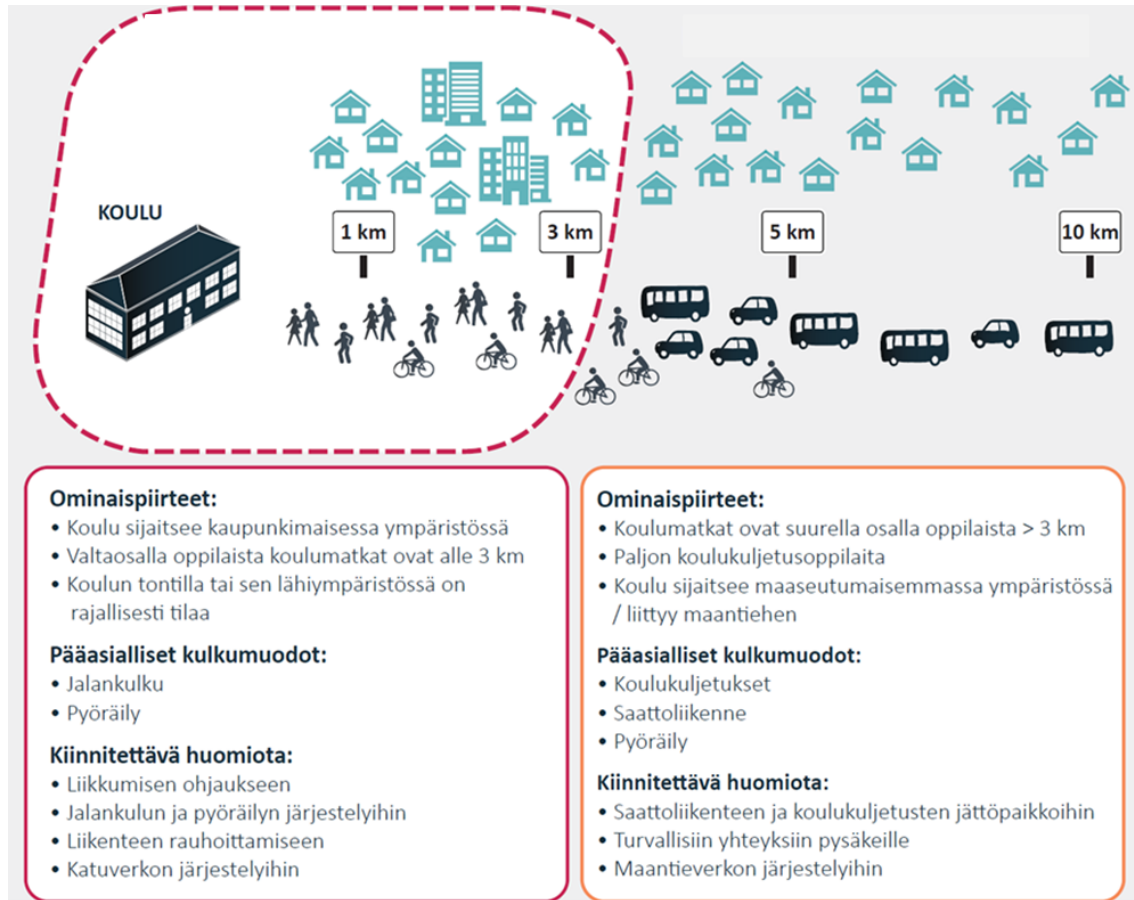 KOULU
1 km
3 km
5 km
10 km
Ominaispiirteet:
• Koulu sijaitsee kaupunkimaisessa ympäristössä
• Valtaosalla oppilaista koulumatkat ovat alle 3 km
• Koulun tontilla tai sen lähiympäristössä on
rajallisesti tilaa
Pääasialliset kulkumuodot:
• Jalankulku
• Pyöräily
Kiinnitettävä huomiota:
• Liikkumisen ohjaukseen
• Jalankulun ja pyöräilyn järjestelyihin
• Liikenteen rauhoittamiseen
• Katuverkon järjestelyihin
Ominaispiirteet:
• Koulumatkat ovat suurella osalla oppilaista > 3 km
• Paljon koulukuljetusoppilaita
• Koulu sijaitsee maaseutumaisemmassa ympäristössä
/ liittyy maantiehen
Pääasialliset kulkumuodot:
• Koulukuljetukset
• Saattoliikenne
• Pyöräily
Kiinnitettävä huomiota:
• Saattoliikenteen ja koulukuljetusten jättöpaikkoihin
• Turvallisiin yhteyksiin pysäkeille
• Maantieverkon järjestelyihin